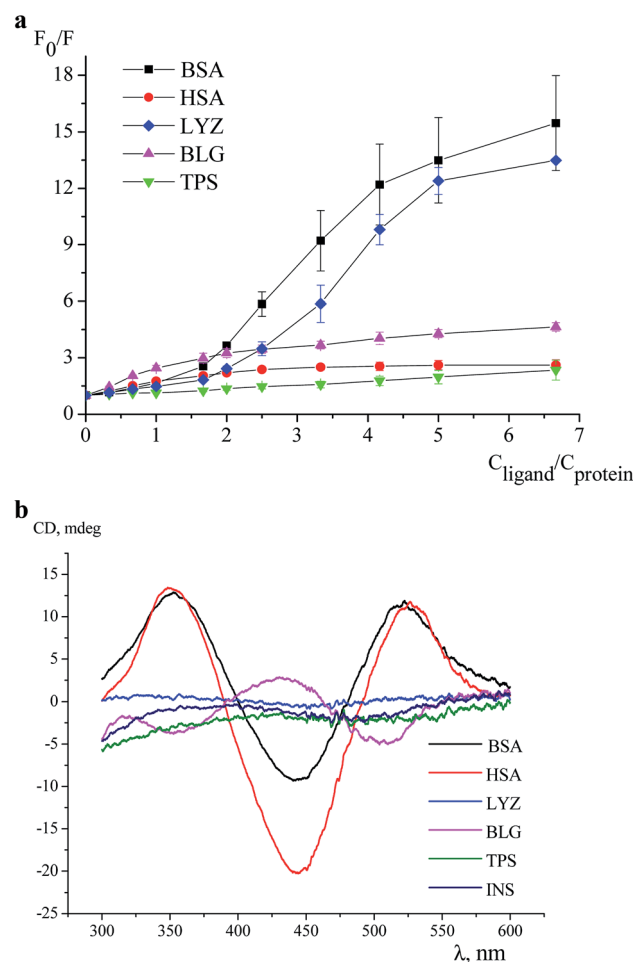 a
F0/F
18
15
12
9
6
3
0
BSA
HSA
LYZ
BLG
TPS
0 1 2 3 4 5 6 7
Cligand/Cprotein
b
CD, mdeg
15
10
5
0
-5
-10
-15
-20
-25
BSA
HSA
LYZ
BLG
TPS
INS
300 350 400 450 500 550 600
λ, nm